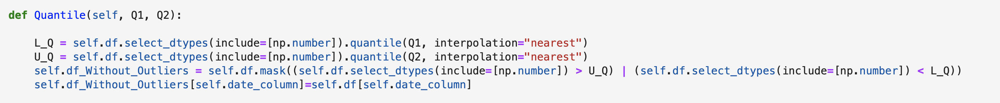 def Quantile(self, Q1, Q2):
L_Q = self.df.select_dtypes(include=[np.number]).quantile(Q1, interpolation="nearest")
U_Q = self.df.select_dtypes(include=[np.number]).quantile(Q2, interpolation="nearest")
self.df_Without_Outliers = self.df.mask((self.df.select_dtypes(include=[np.number]) > U_Q) | (self.df.select_dtypes(include=[np.number]) < L_Q))
self.df_Without_Outliers[self.date_column]=self.df[self.date_column]